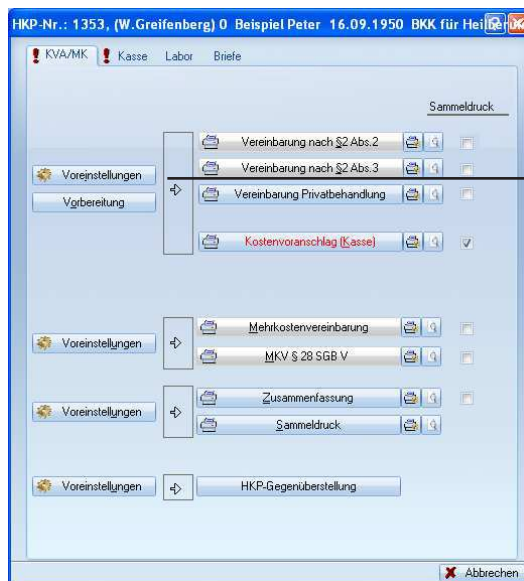 HKP-Nr.: 1353, (W.Greifenberg) 0 Beispiel Peter 16.09.1950 BKK für
KVA/MK Kasse Labor Briefe
Sammeldruck
Vereinbarung nach §2 Abs.2
Vereinbarung nach §2 Abs.3
Voreinstellungen
Vereinbarung Privatbehandlung
Vorbereitung
Kostenvoranschlag (Kasse)
Mehrkostenvereinbarung
Voreinstellungen
MKV § 28 SGB V
Zusammenfassung
Voreinstellungen
Sammeldruck
Voreinstellungen
HKP-Gegenüberstellung
Abbrechen